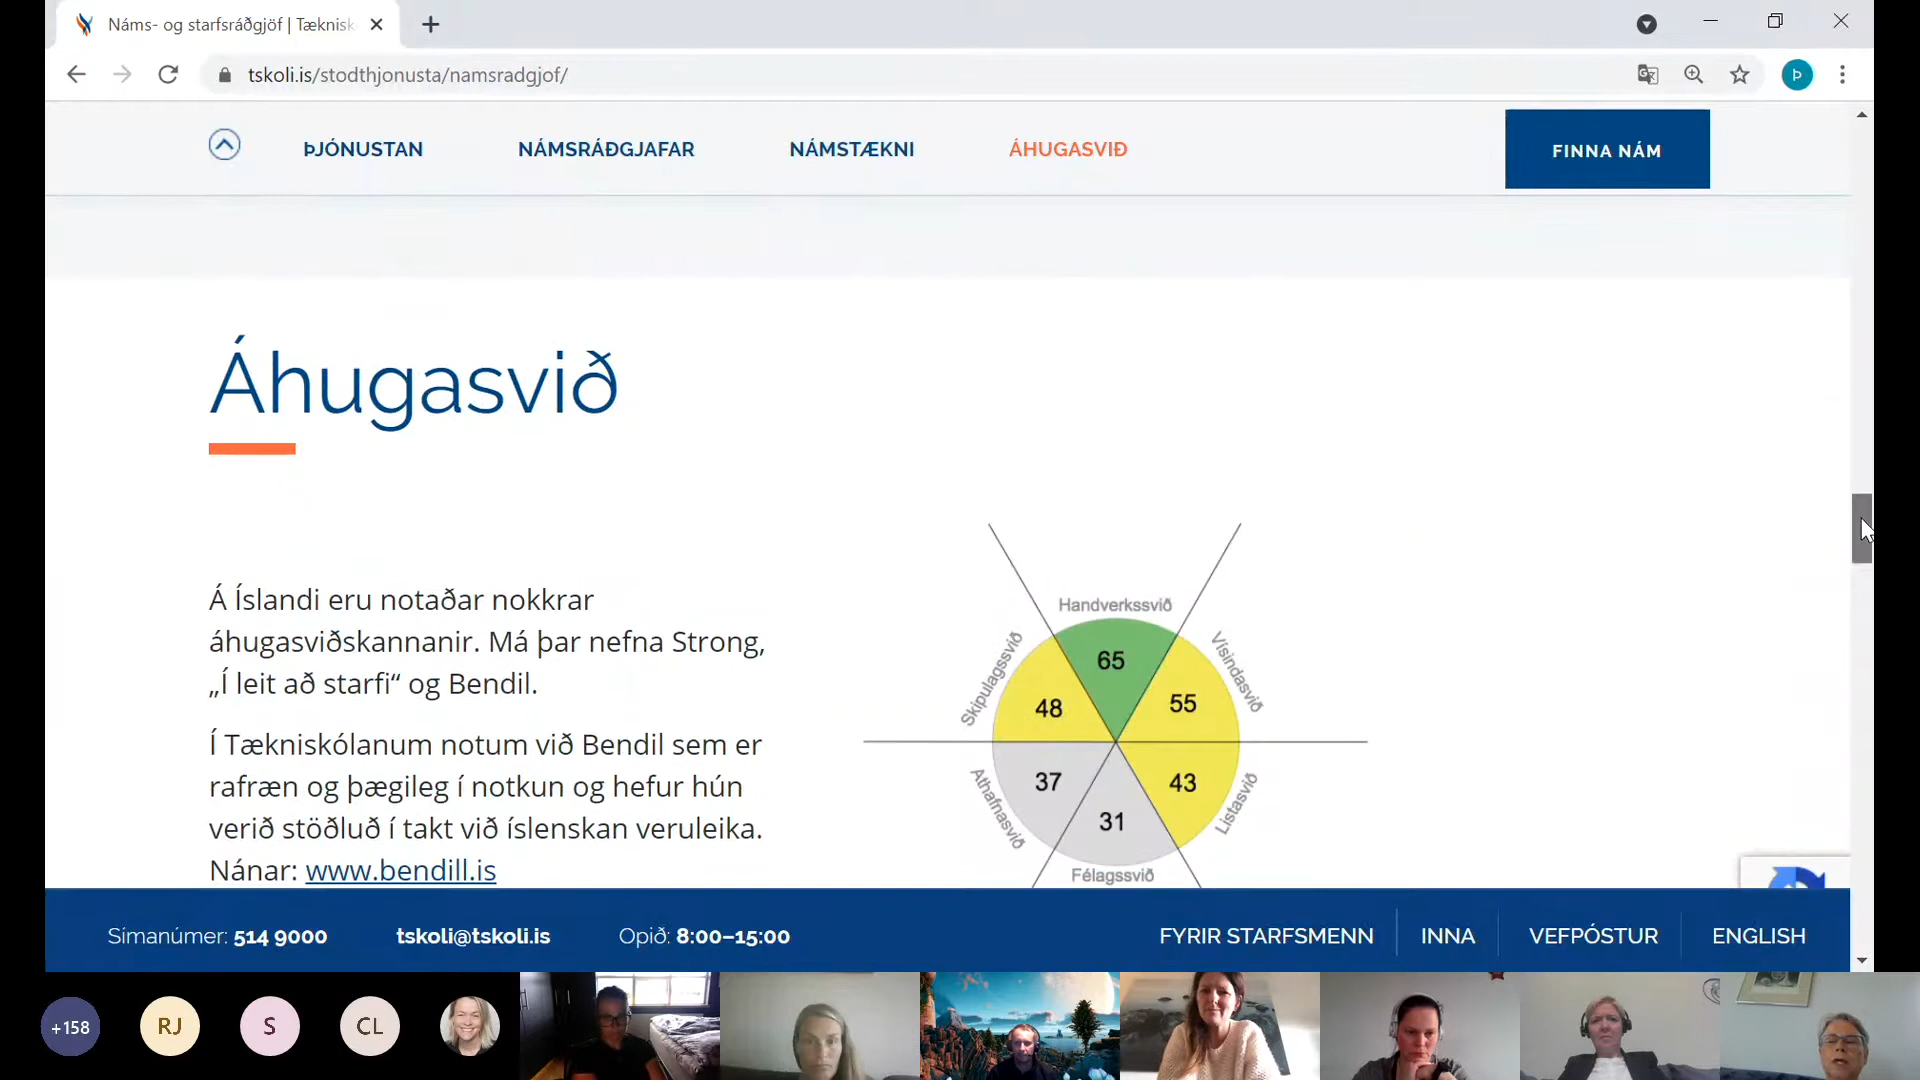 Náms- og starfsráðgjöf | Tæknisk
tskoli.is/stodthjonusta/namsradgjof/
Þ
ÞJÓNUSTAN
NÁMSRÁÐGJAFAR
NÁMSTÆKNI
ÁHUGASVIÐ
FINNA NÁM
Áhugasvið
Á Íslandi eru notaðar nokkrar
áhugasviðskannanir. Má þar nefna Strong,
„Í leit að starfi“ og Bendil.
Í Tækniskólanum notum við Bendil sem er
rafræn og þægileg í notkun og hefur hún
verið stöðluð í takt við íslenskan veruleika.
Nánar: www.bendill.is
Handverkssvið
65
Vísindasvið
55
Listasvið
43
Félagssvið
31
Athafnasvið
37
Skipulagssvið
48
Símanúmer: 514 9000
tskoli@tskoli.is
Opið: 8:00–15:00
FYRIR STARFSMENN
INNA
VEFPÓSTUR
ENGLISH
+158
RJ
S
CL